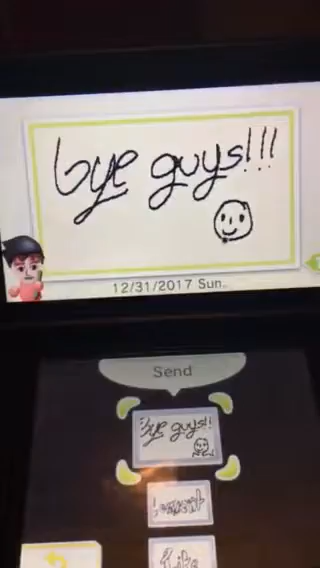 bye guys!!!
12/31/2017 Sun.
Send
Bye guys!!